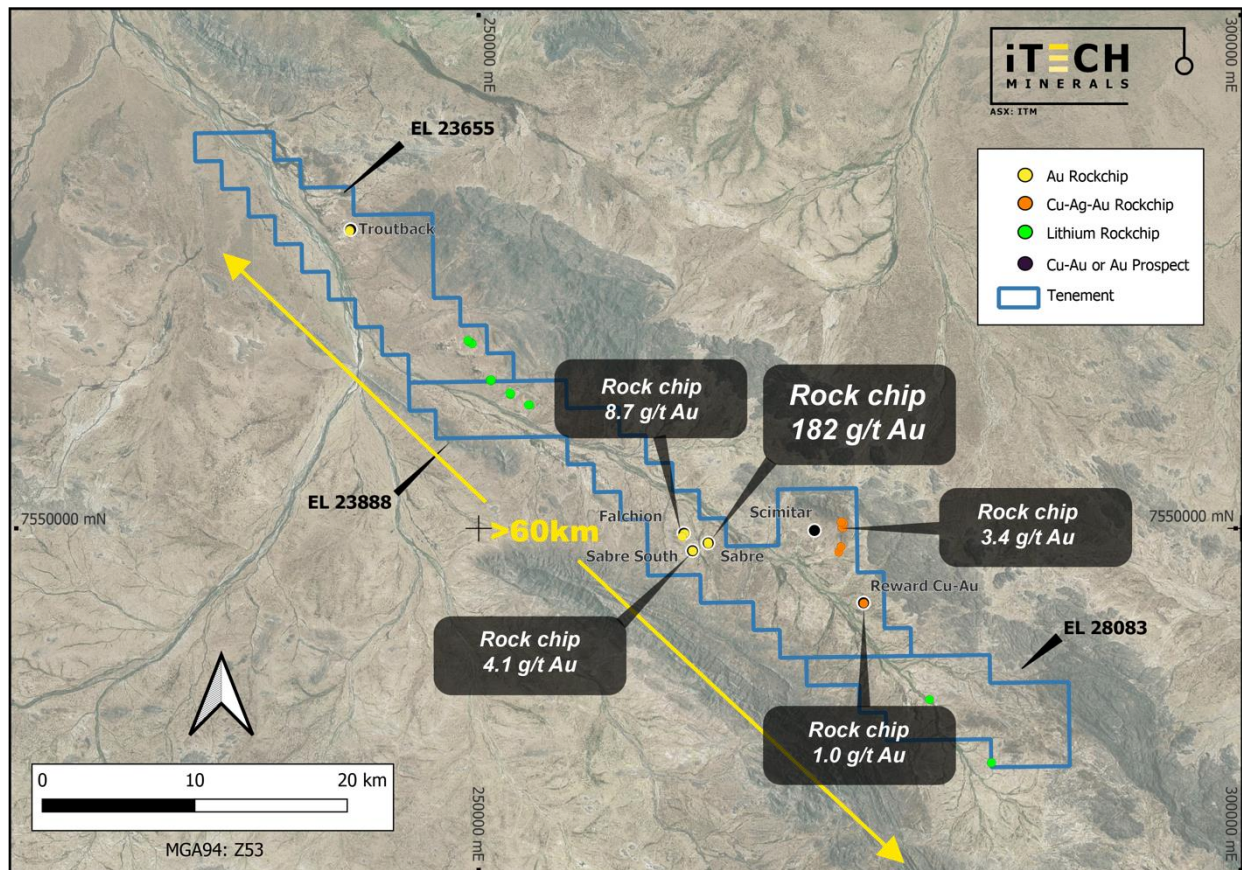 250000 mE
300000 mE
iTECH
MINERALS
ASX: ITM
EL 23655
Au Rockchip
Cu-Ag-Au Rockchip
Lithium Rockchip
Cu-Au or Au Prospect
Tenement
Troutback
Rock chip
8.7 g/t Au
Rock chip
182 g/t Au
EL 23888
7550000 mN
>60km
Falchion
Sabre South
Sabre
Scimitar
Rock chip
3.4 g/t Au
7550000 mN
Reward Cu-Au
Rock chip
4.1 g/t Au
EL 28083
Rock chip
1.0 g/t Au
0
10
20 km
MGA94: Z53
250000 mE
300000 mE